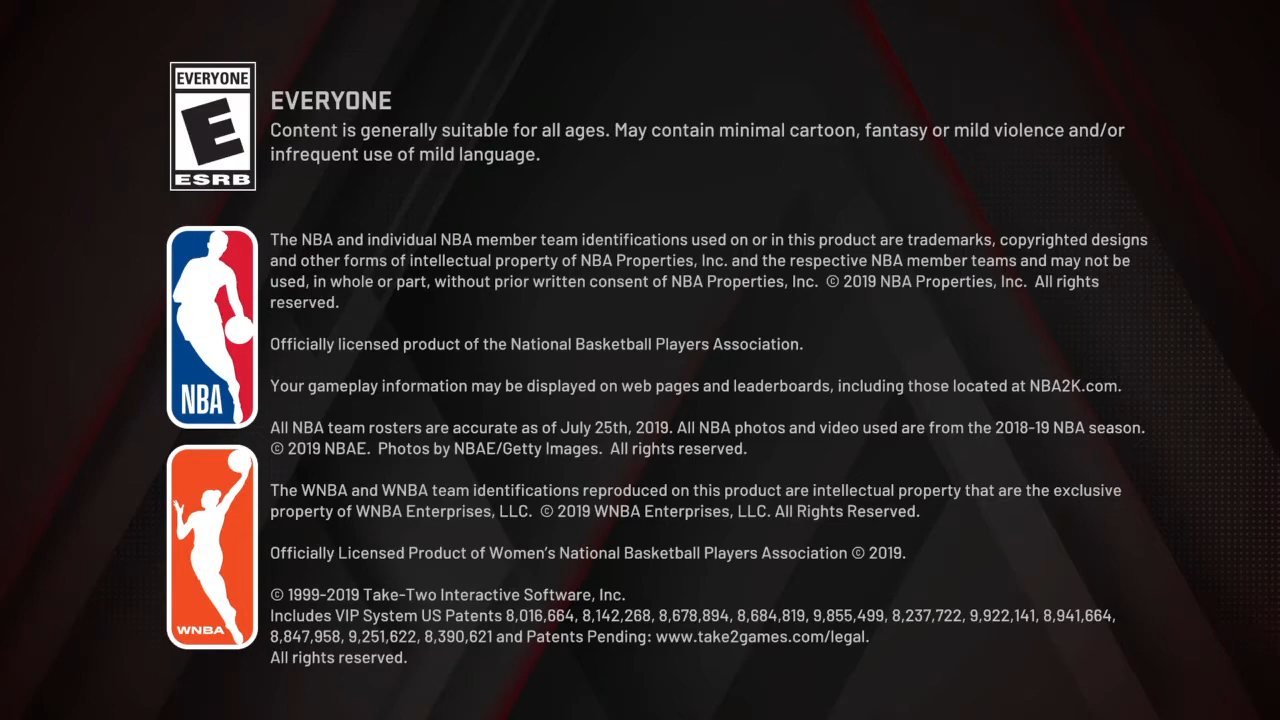 EVERYONE
E
ESRB
EVERYONE
Content is generally suitable for all ages. May contain minimal cartoon, fantasy or mild violence and/or
infrequent use of mild language.
The NBA and individual NBA member team identifications used on or in this product are trademarks, copyrighted designs
and other forms of intellectual property of NBA Properties, Inc. and the respective NBA member teams and may not be
used, in whole or part, without prior written consent of NBA Properties, Inc.  © 2019 NBA Properties, Inc.  All rights
reserved.
Officially licensed product of the National Basketball Players Association.
Your gameplay information may be displayed on web pages and leaderboards, including those located at NBA2K.com.
NBA
All NBA team rosters are accurate as of July 25th, 2019. All NBA photos and video used are from the 2018-19 NBA season.
© 2019 NBAE.  Photos by NBAE/Getty Images.  All rights reserved.
The WNBA and WNBA team identifications reproduced on this product are intellectual property that are the exclusive
property of WNBA Enterprises, LLC.  © 2019 WNBA Enterprises, LLC. All Rights Reserved.
Officially Licensed Product of Women's National Basketball Players Association © 2019.
© 1999-2019 Take-Two Interactive Software, Inc.
Includes VIP System US Patents 8,016,664, 8,142,268, 8,678,894, 8,684,819, 9,855,499, 8,237,722, 9,922,141, 8,941,664,
8,847,958, 9,251,622, 8,390,621 and Patents Pending: www.take2games.com/legal.
All rights reserved.
WNBA